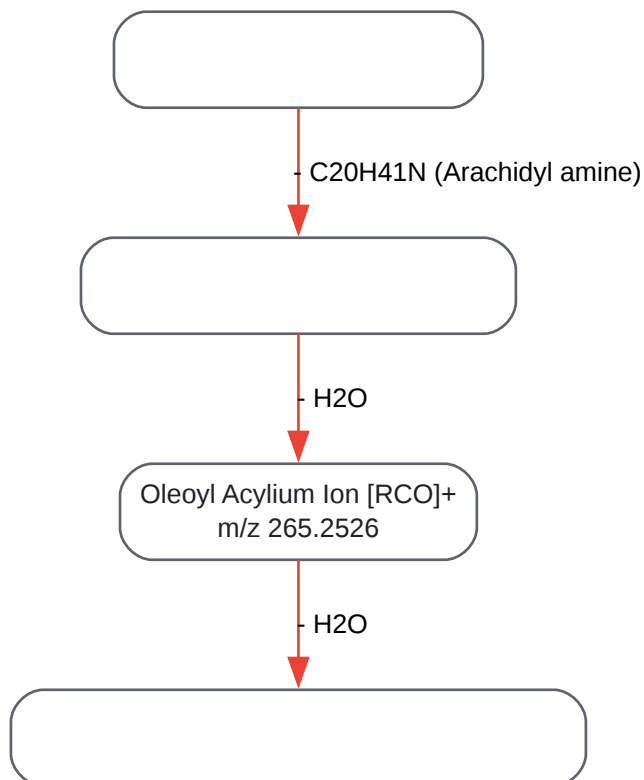 - C20H41N (Arachidyl amine)
- H2O
Oleoyl Acylium Ion [RCO]+
m/z 265.2526
- H2O